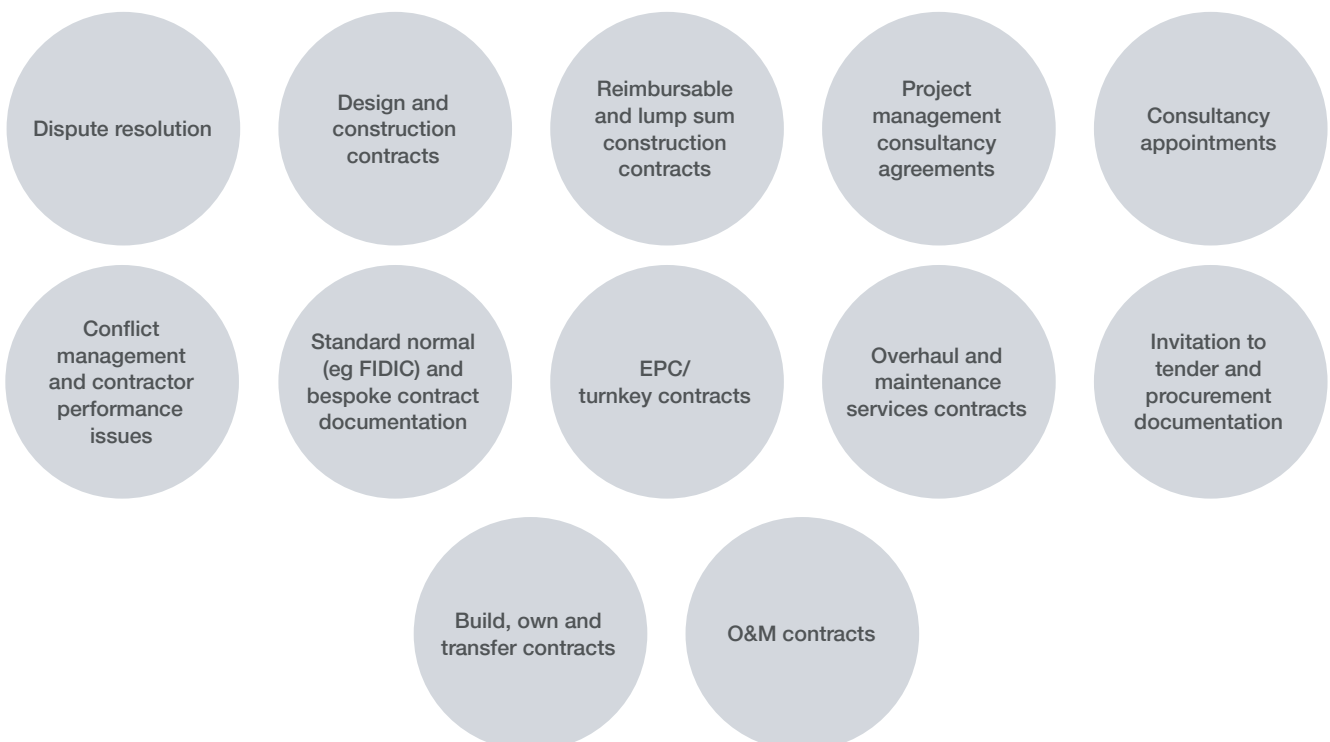 Dispute resolution
Design and
construction
contracts
Reimbursable
and lump sum
construction
contracts
Project
management
consultancy
agreements
Consultancy
appointments
Conflict
management
and contractor
performance
issues
Standard normal
(eg FIDIC) and
bespoke contract
documentation
EPC/
turnkey contracts
Overhaul and
maintenance
services contracts
Invitation to
tender and
procurement
documentation
Build, own and
transfer contracts
O&M contracts